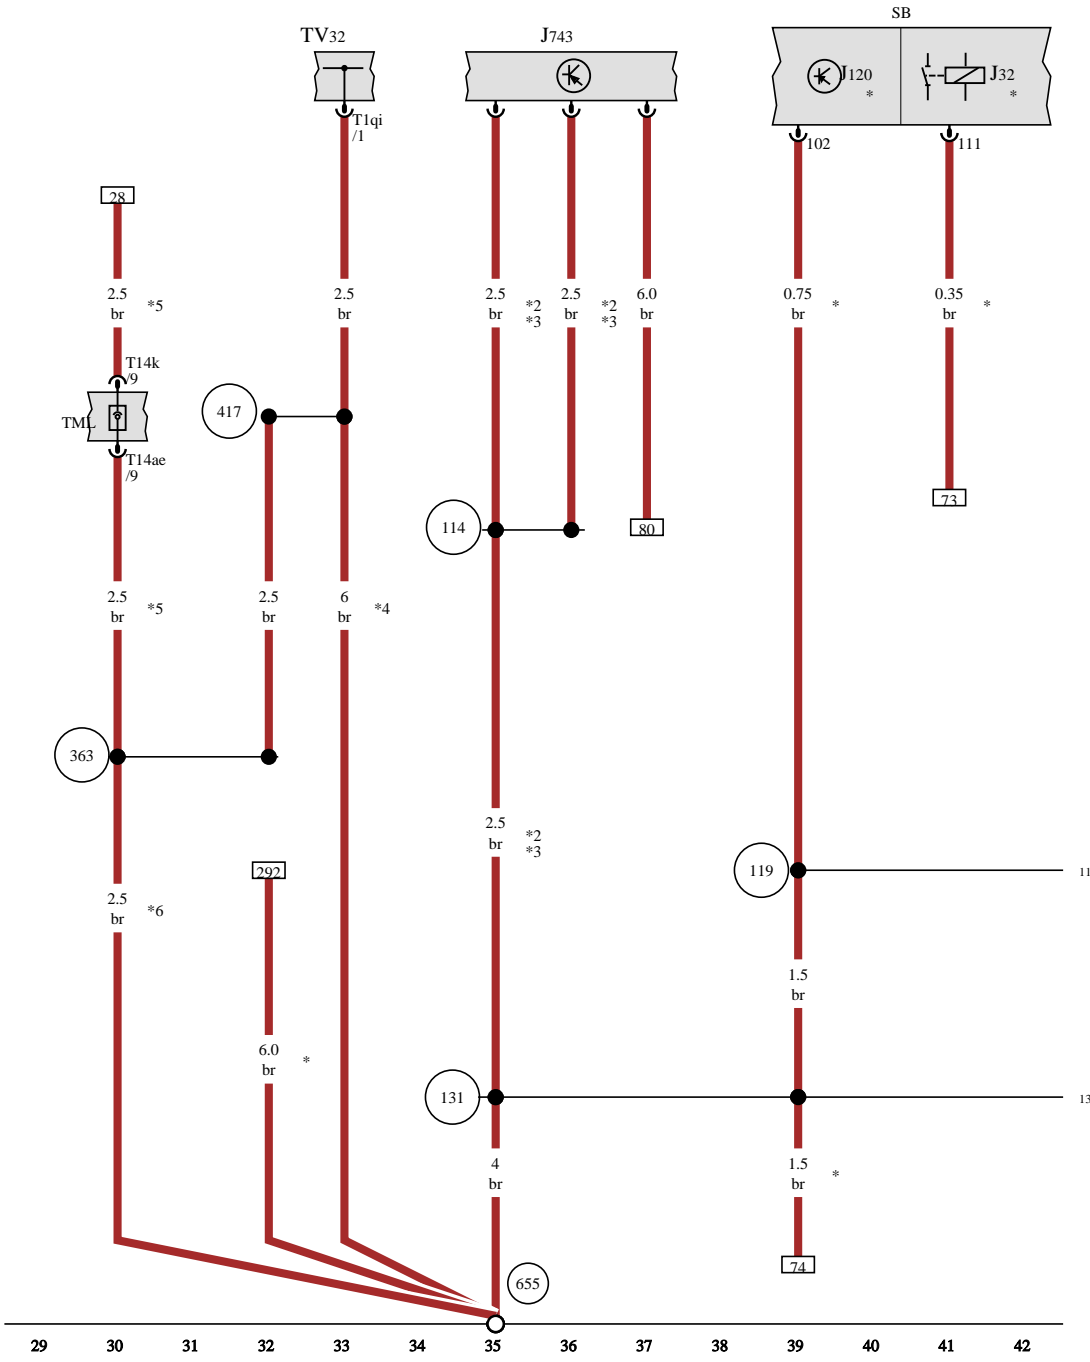 SB
TV32
J743
J120
*
J32
*
T1qi
/1
102
111
28
2.5
br
*5
2.5
br
2.5
br
*2
*3
2.5
br
*2
*3
6.0
br
0.75
br
*
0.35
br
*
T14k
/9
TML
T14ae
/9
417
114
80
73
2.5
br
*5
2.5
br
6
br
*4
363
2.5
br
*2
*3
292
119
11
2.5
br
*6
1.5
br
6.0
br
*
131
13
4
br
1.5
br
*
74
655
29 30 31 32 33 34 35 36 37 38 39 40 41 42